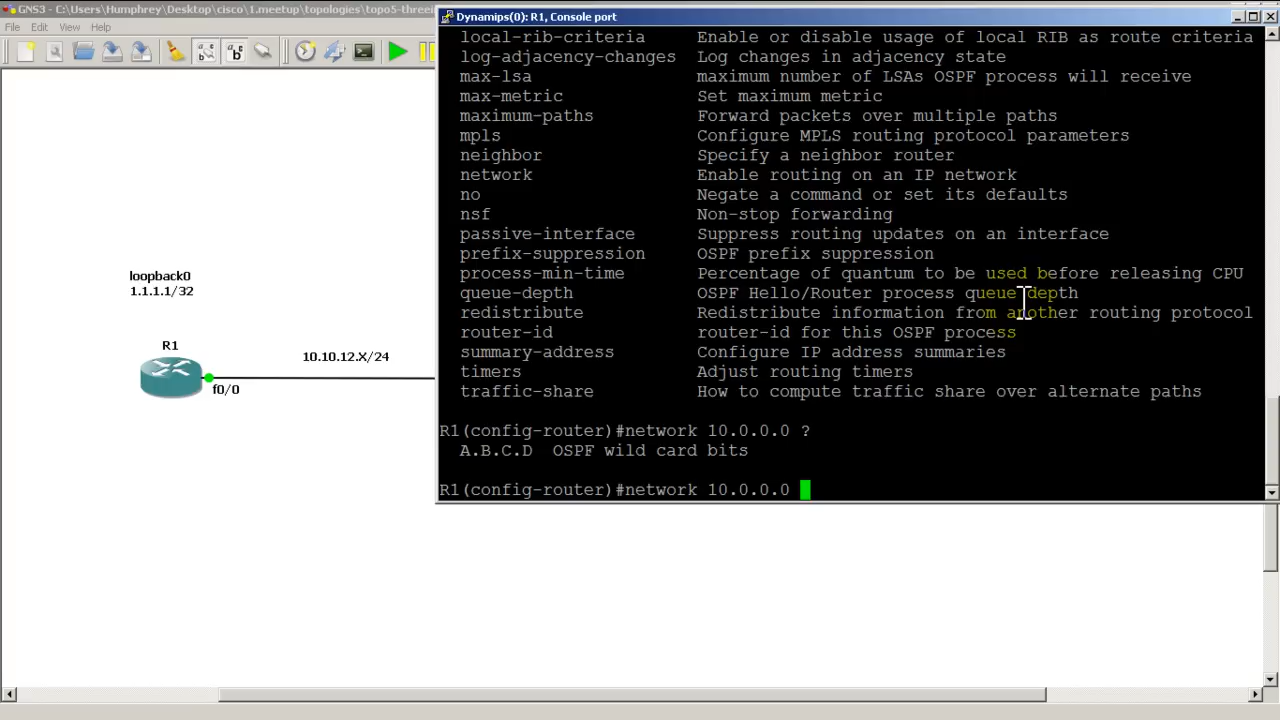 GNS3 - C:\Users\Humphrey\Desktop\cisco\1.meetup\topologies\topo5-threei
File Edit View Help
Dynamips(0): R1, Console port
local-rib-criteria Enable or disable usage of local RIB as route criteria
log-adjacency-changes Log changes in adjacency state
max-lsa maximum number of LSAs OSPF process will receive
max-metric Set maximum metric
maximum-paths Forward packets over multiple paths
mpls Configure MPLS routing protocol parameters
neighbor Specify a neighbor router
network Enable routing on an IP network
no Negate a command or set its defaults
nsf Non-stop forwarding
passive-interface Suppress routing updates on an interface
prefix-suppression OSPF prefix suppression
process-min-time Percentage of quantum to be used before releasing CPU
queue-depth OSPF Hello/Router process queue depth
redistribute Redistribute information from another routing protocol
router-id router-id for this OSPF process
summary-address Configure IP address summaries
timers Adjust routing timers
traffic-share How to compute traffic share over alternate paths
R1(config-router)#network 10.0.0.0 ?
A.B.C.D OSPF wild card bits
R1(config-router)#network 10.0.0.0
loopback0
1.1.1.1/32
R1
10.10.12.X/24
f0/0